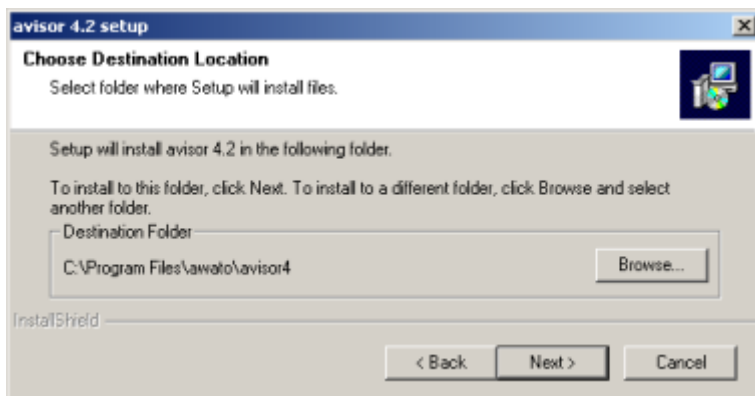 avisor 4.2 setup
Choose Destination Location
Select folder where Setup will install files.
Setup will install avisor 4.2 in the following folder.
To install to this folder, click Next. To install to a different folder, click Browse and select
another folder.
Destination Folder
C:\Program Files\awato\avisor4
Browse...
InstallShield
< Back
Next >
Cancel